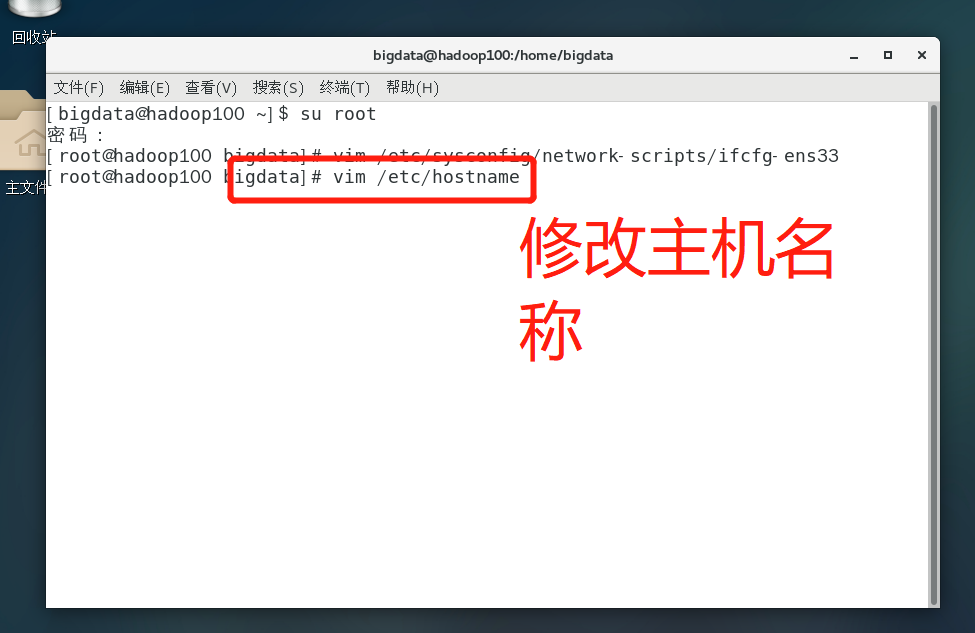 回收站
bigdata@hadoop100:/home/bigdata
文件(F) 编辑(E) 查看(V) 搜索(S) 终端(T) 帮助(H)
[bigdata@hadoop100 ~]$ su root
密码：
[root@hadoop100 bigdata]# vim /etc/sysconfig/network-scripts/ifcfg-ens33
[root@hadoop100 bigdata]# vim /etc/hostname
主文件
修改主机名
称